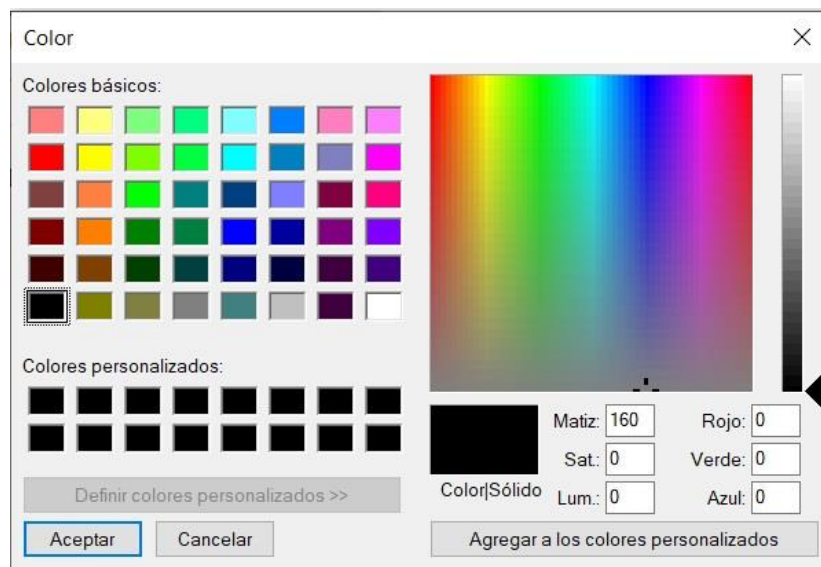 Color
Colores básicos:
Colores personalizados:
Definir colores personalizados >>
Aceptar
Cancelar
Color|Sólido
Matiz: 160
Sat.: 0
Lum.: 0
Rojo: 0
Verde: 0
Azul: 0
Agregar a los colores personalizados